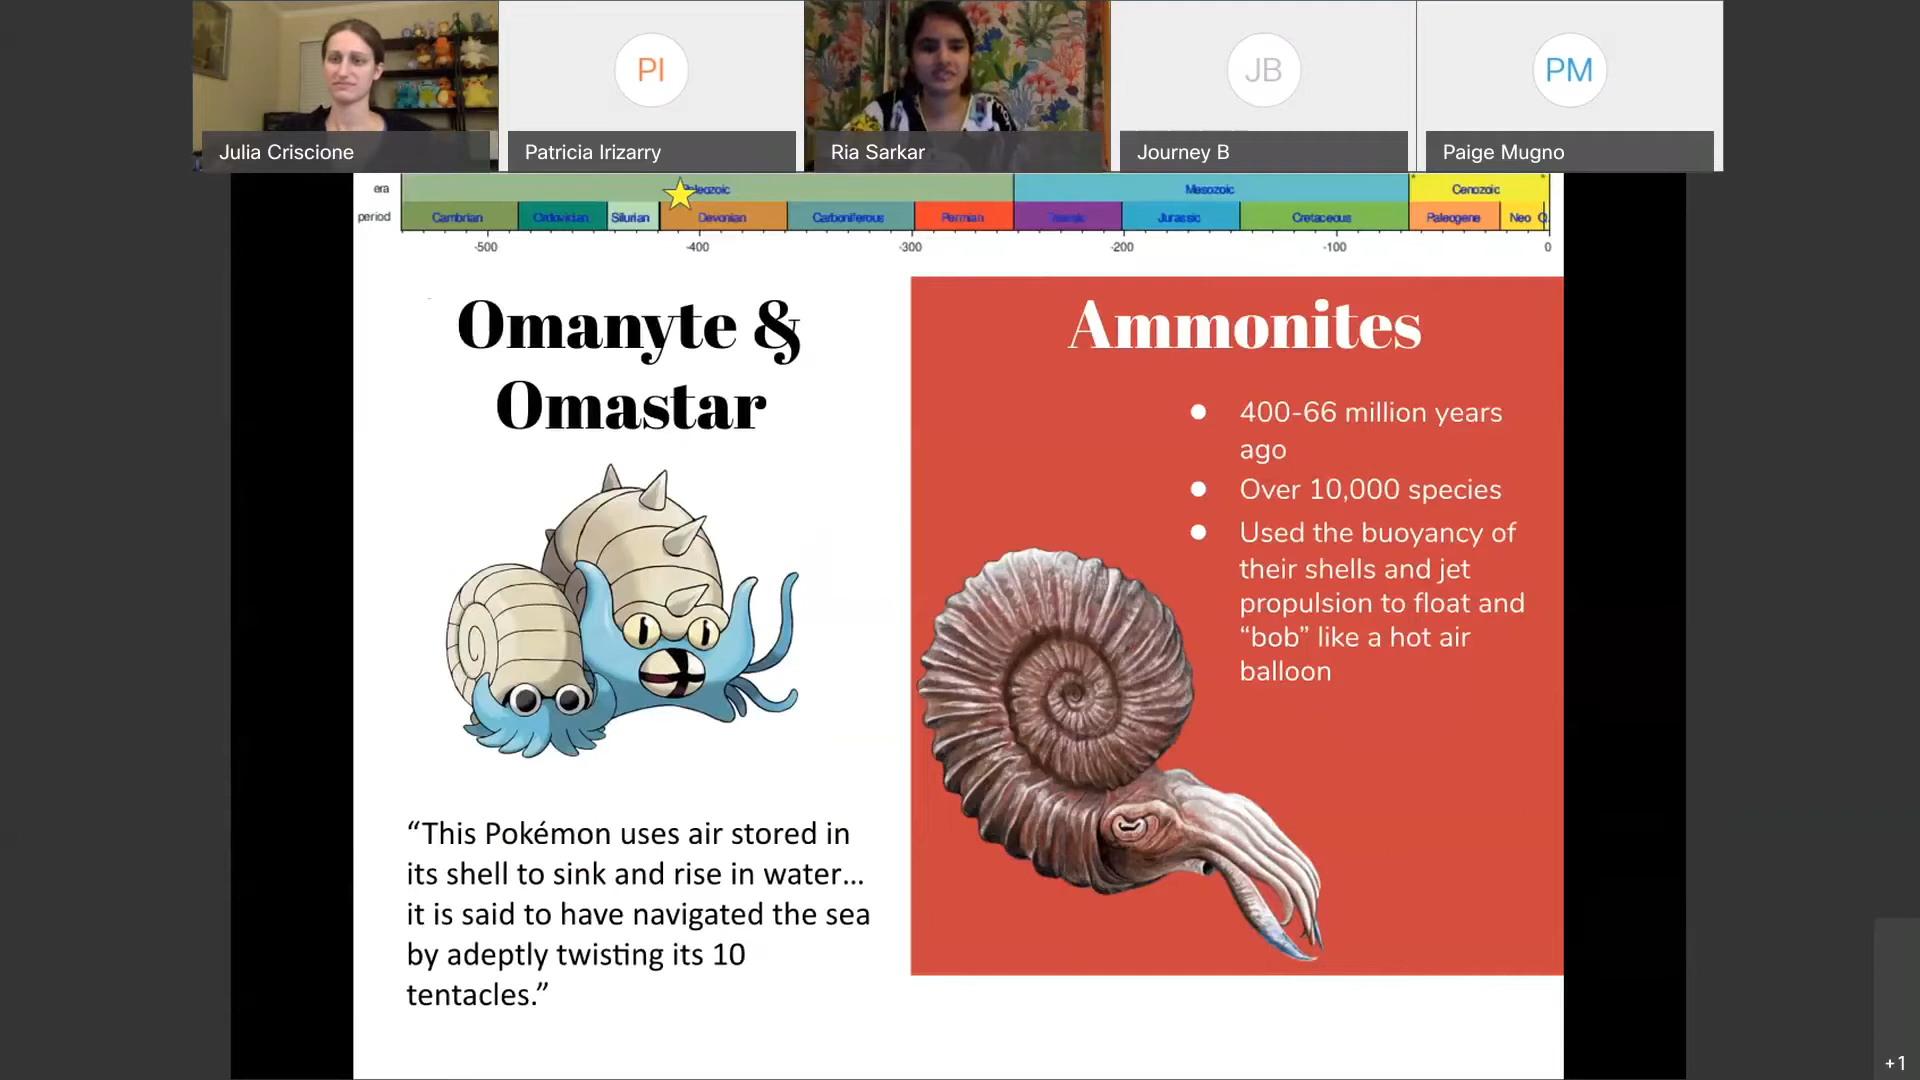 PI
JB
PM
Julia Criscione
Patricia Irizarry
Ria Sarkar
Journey B
Paige Mugno
era
Paleozoic
Mesozoic
Cenozoic
period
Cambrian
Ordovician
Silurian
Devonian
Carboniferous
Permian
Triassic
Jurassic
Cretaceous
Paleogene
Neo
Q.
-500
-400
-300
-200
-100
0
Omanyte &
Omastar
“This Pokémon uses air stored in
its shell to sink and rise in water…
it is said to have navigated the sea
by adeptly twisting its 10
tentacles.”
Ammonites
● 400-66 million years
ago
● Over 10,000 species
● Used the buoyancy of
their shells and jet
propulsion to float and
“bob” like a hot air
balloon
+1